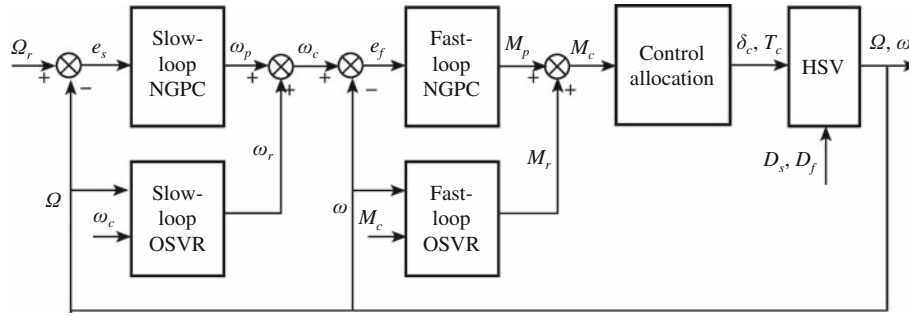 Ω_r
+
−
e_s
Slow-
loop
NGPC
ω_p
+
+
ω_c
+
−
e_f
Fast-
loop
NGPC
M_p
+
+
M_c
Control
allocation
δ_c, T_c
HSV
Ω, ω
D_s, D_f
Ω
ω_c
Slow-
loop
OSVR
ω_r
ω
M_c
Fast-
loop
OSVR
M_r